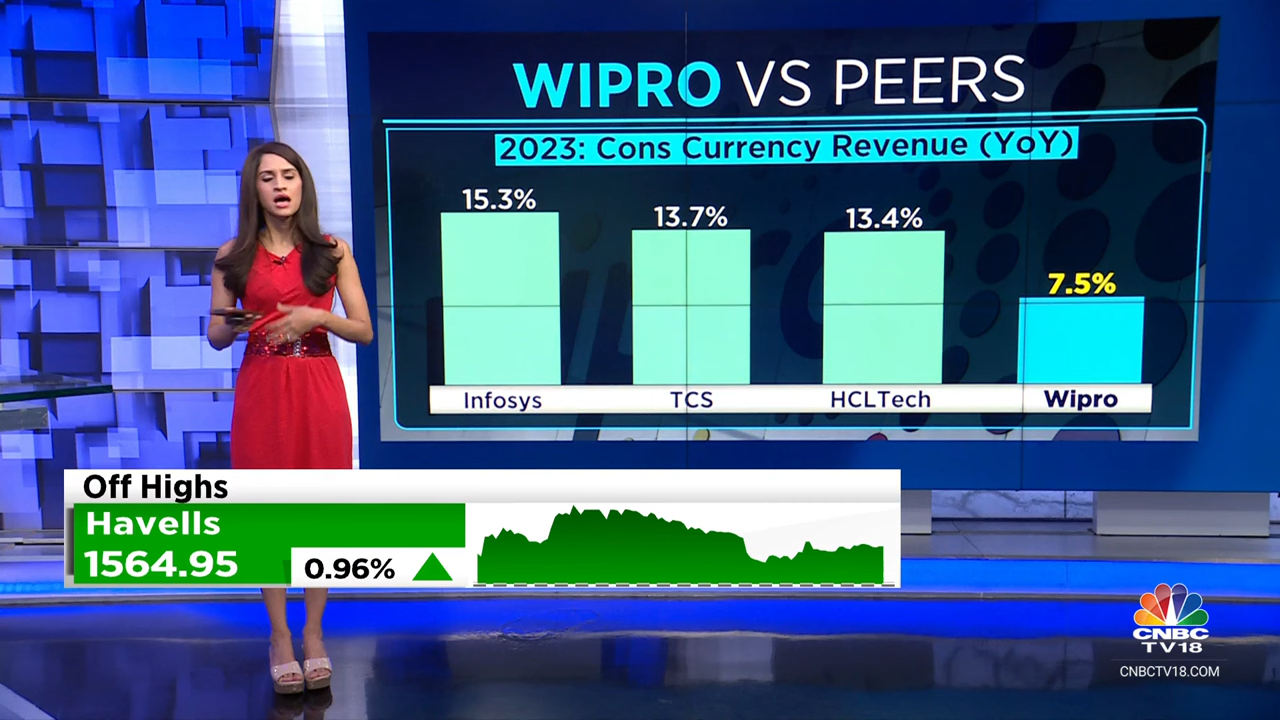 WIPRO VS PEERS
2023: Cons Currency Revenue (YoY)
15.3%
13.7%
13.4%
7.5%
Infosys
TCS
HCLTech
Wipro
Off Highs
Havells
1564.95
0.96%
CNBC
TV18
CNBCTV18.COM